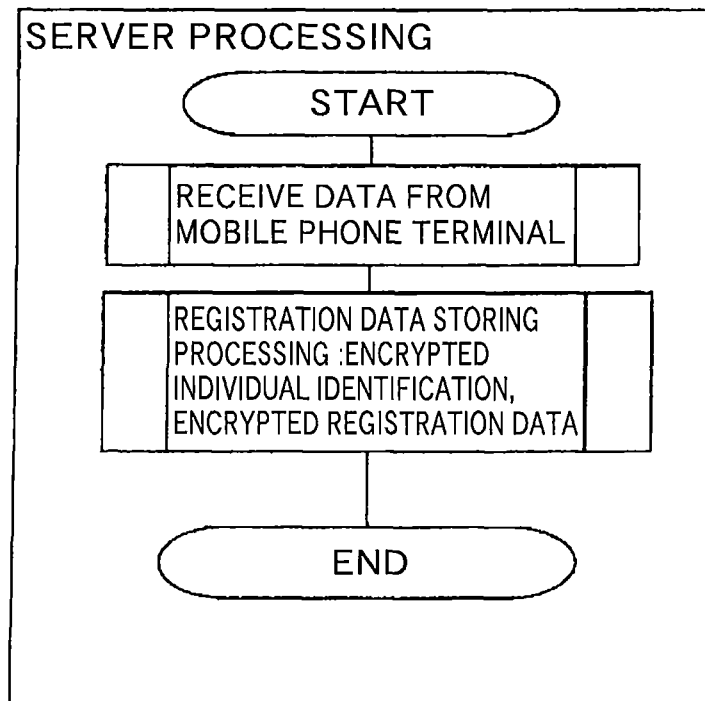 SERVER PROCESSING
START
RECEIVE DATA FROM
MOBILE PHONE TERMINAL
REGISTRATION DATA STORING
PROCESSING :ENCRYPTED
INDIVIDUAL IDENTIFICATION,
ENCRYPTED REGISTRATION DATA
END